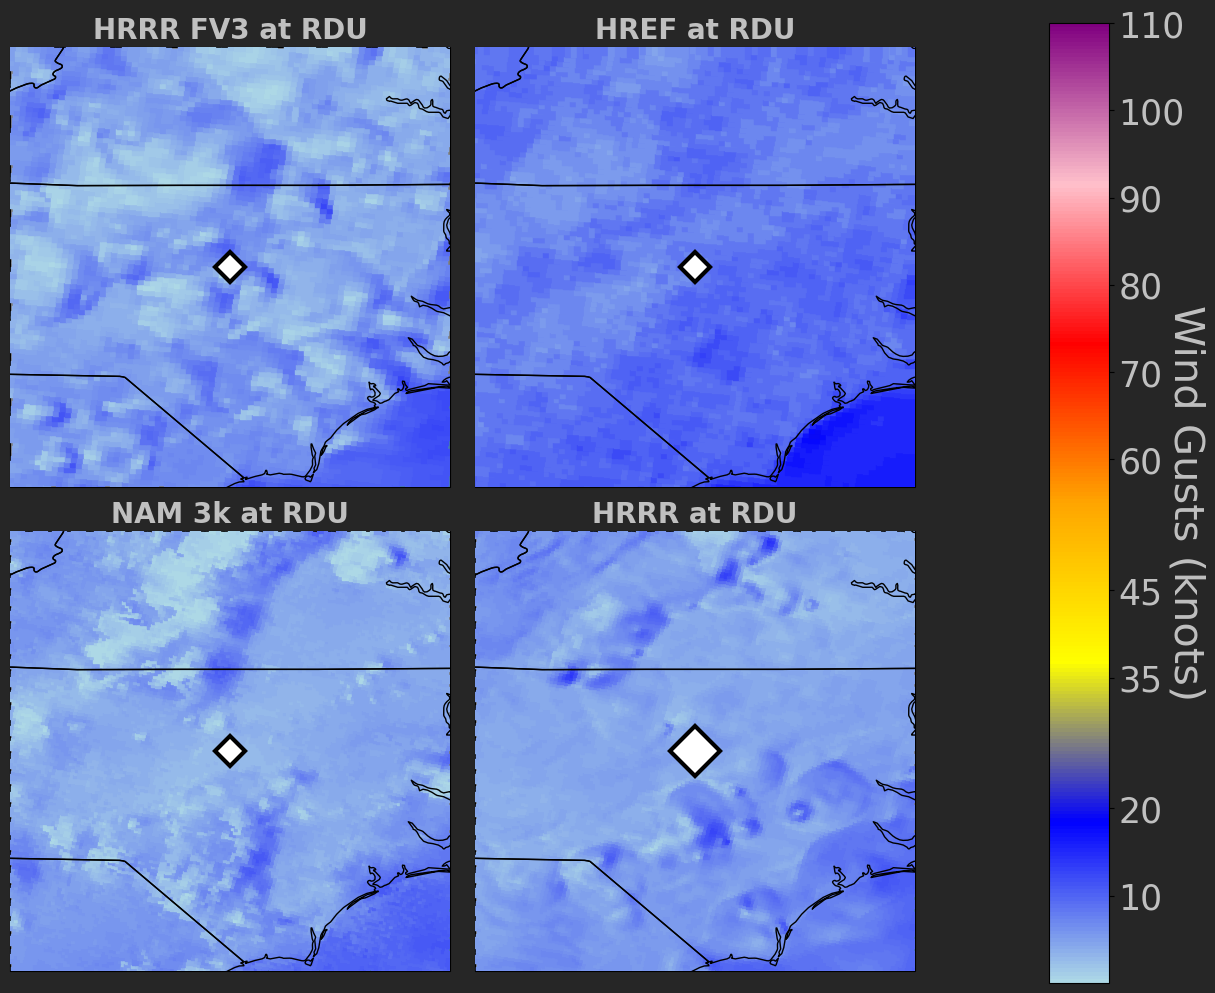 HRRR FV3 at RDU
HREF at RDU
NAM 3k at RDU
HRRR at RDU
110
100
90
80
70
60
45
35
20
10
Wind Gusts (knots)